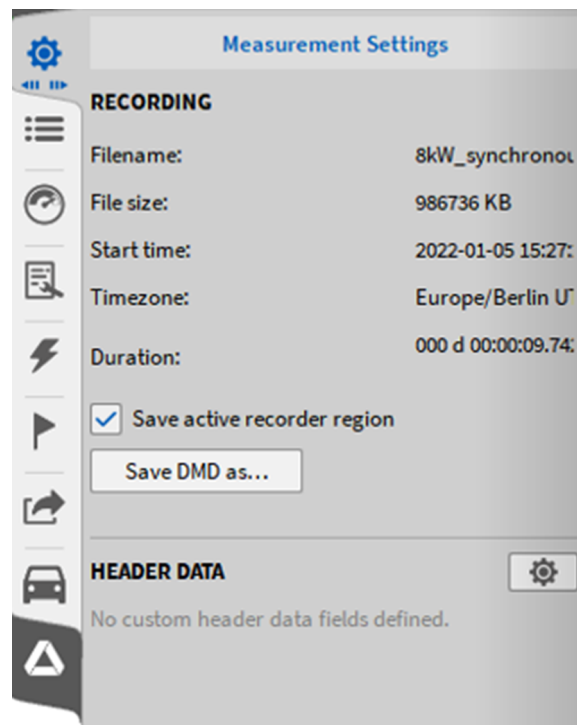 Measurement Settings
RECORDING
Filename: 8kW_synchronou
File size: 986736 KB
Start time: 2022-01-05 15:27:
Timezone: Europe/Berlin U
Duration: 000 d 00:00:09.74
Save active recorder region
Save DMD as...
HEADER DATA
No custom header data fields defined.